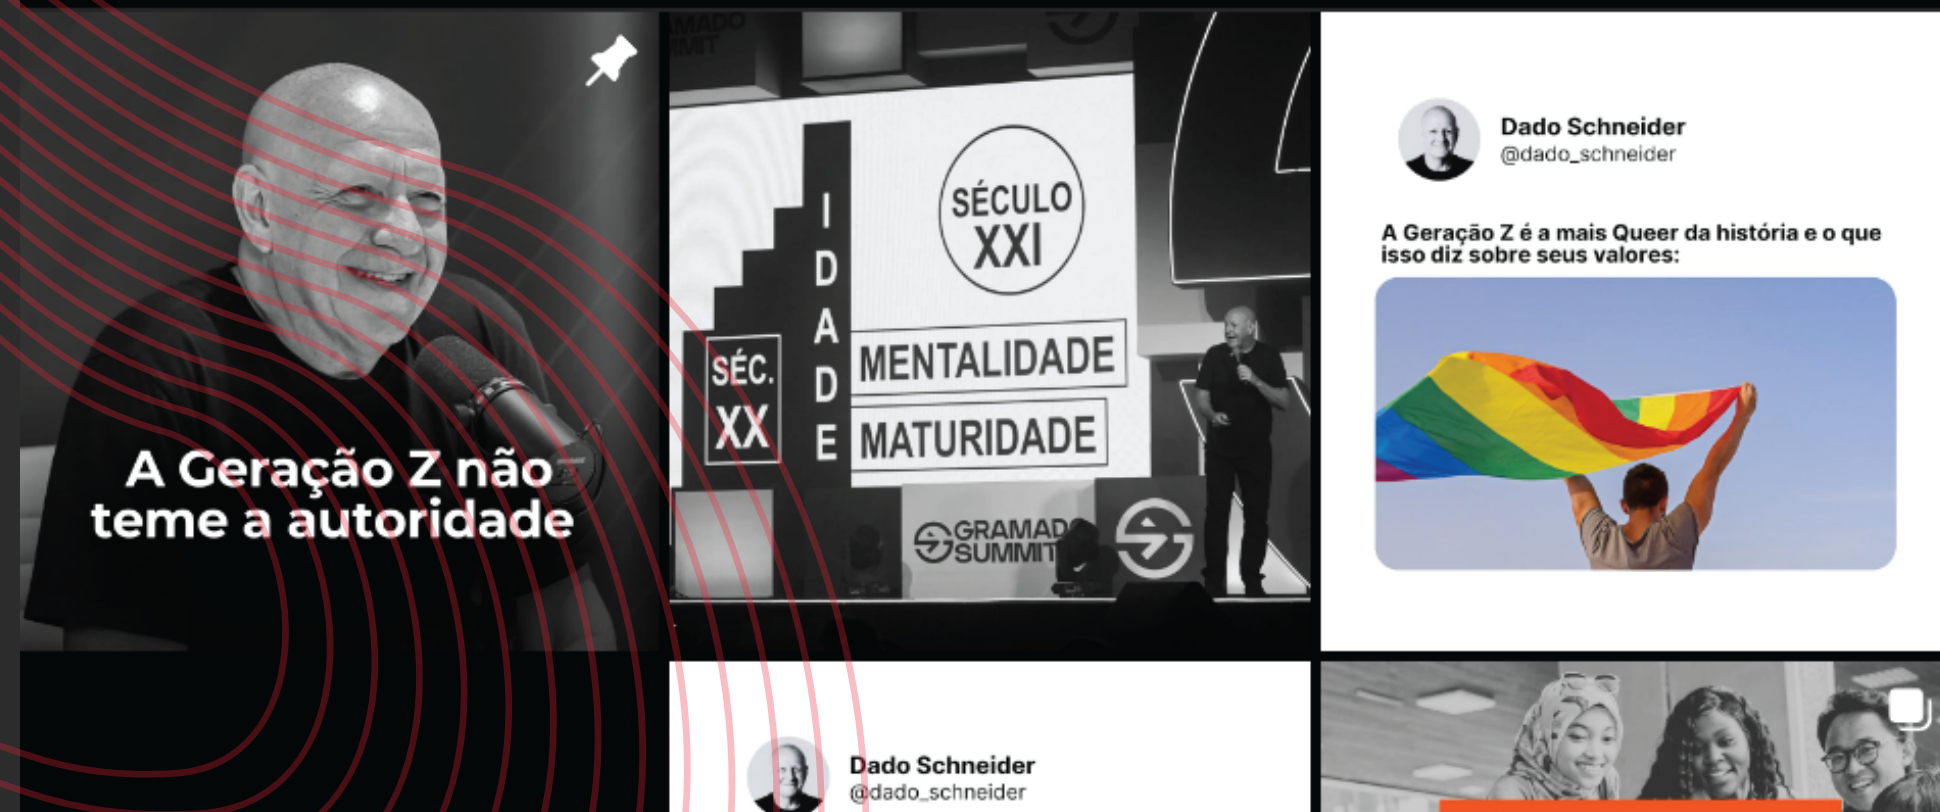 A Geração Z não
teme a autoridade
SÉCULO
XXI
IDADE
SÉC.
XX
MENTALIDADE
MATURIDADE
GRAMADO
SUMMIT
Dado Schneider
@dado_schneider
A Geração Z é a mais Queer da história e o que
isso diz sobre seus valores:
Dado Schneider
@dado_schneider